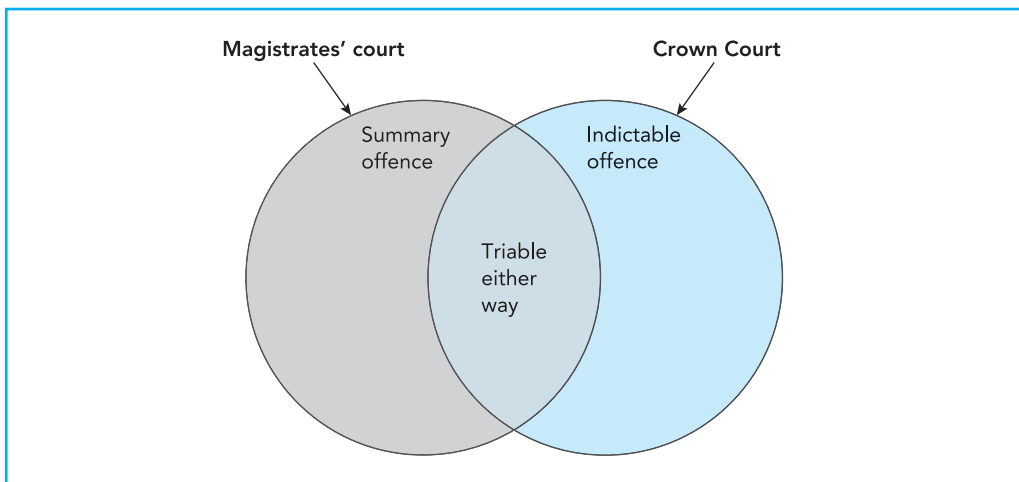 Magistrates’ court
Crown Court
Summary
offence
Indictable
offence
Triable
either
way